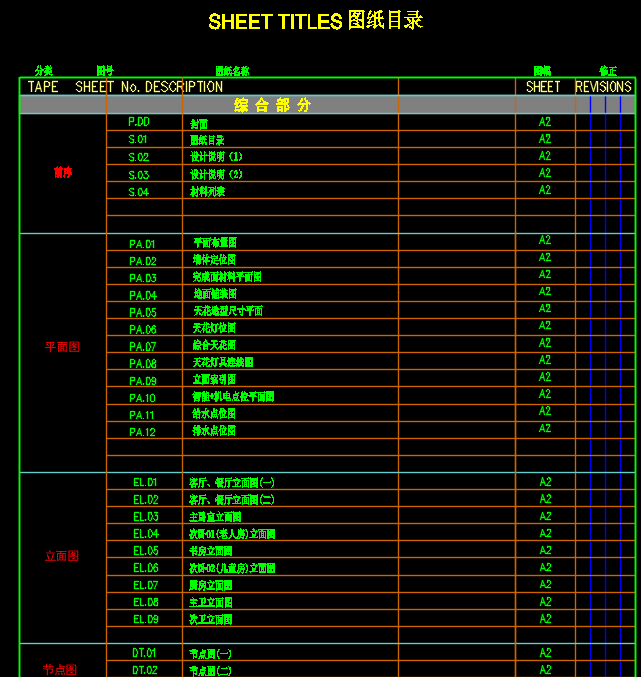 SHEET TITLES 图纸目录
分类 图号 图纸名称 图幅 修正
TAPE SHEET No. DESCRIPTION SHEET REVISIONS
综合部分
前序
P.00 封面 A2
S.01 图纸目录 A2
S.02 设计说明(1) A2
S.03 设计说明(2) A2
S.04 材料列表 A2
平面图
PA.01 平面布置图 A2
PA.02 墙体定位图 A2
PA.03 完成面材料平面图 A2
PA.04 地面铺装图 A2
PA.05 天花造型尺寸平面 A2
PA.06 天花灯位图 A2
PA.07 综合天花图 A2
PA.08 天花灯具连线图 A2
PA.09 立面索引图 A2
PA.10 智能+机电点位平面图 A2
PA.11 给水点位图 A2
PA.12 排水点位图 A2
立面图
EL.01 客厅、餐厅立面图(一) A2
EL.02 客厅、餐厅立面图(二) A2
EL.03 主卧室立面图 A2
EL.04 次卧01(老人房)立面图 A2
EL.05 书房立面图 A2
EL.06 次卧02(儿童房)立面图 A2
EL.07 厨房立面图 A2
EL.08 主卫立面图 A2
EL.09 次卫立面图 A2
节点图
DT.01 节点图(一) A2
DT.02 节点图(二) A2